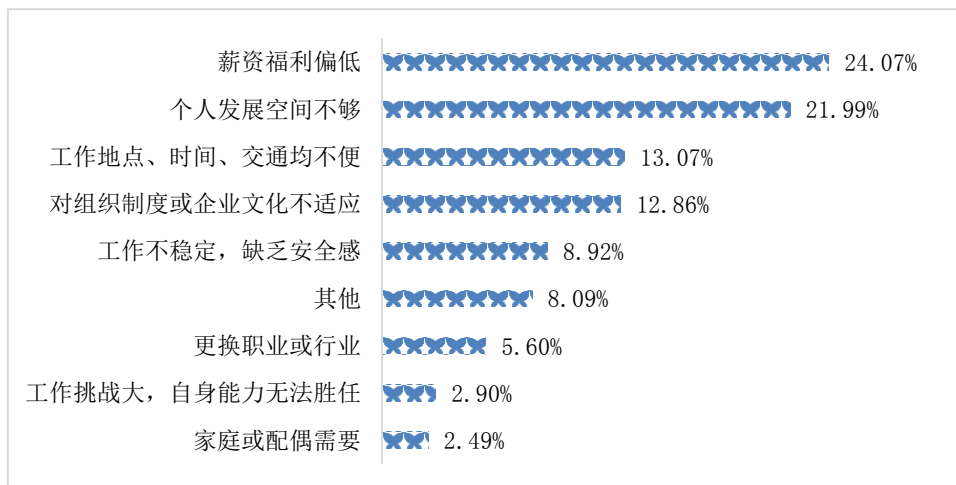 薪资福利偏低 24.07%
个人发展空间不够 21.99%
工作地点、时间、交通均不便 13.07%
对组织制度或企业文化不适应 12.86%
工作不稳定，缺乏安全感 8.92%
其他 8.09%
更换职业或行业 5.60%
工作挑战大，自身能力无法胜任 2.90%
家庭或配偶需要 2.49%